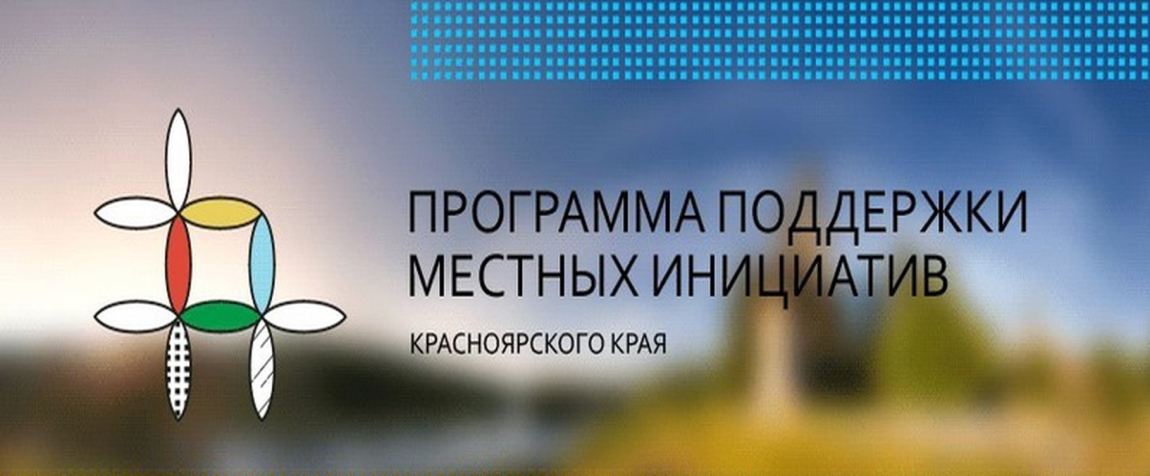 ПРОГРАММА ПОДДЕРЖКИ
МЕСТНЫХ ИНИЦИАТИВ
КРАСНОЯРСКОГО КРАЯ